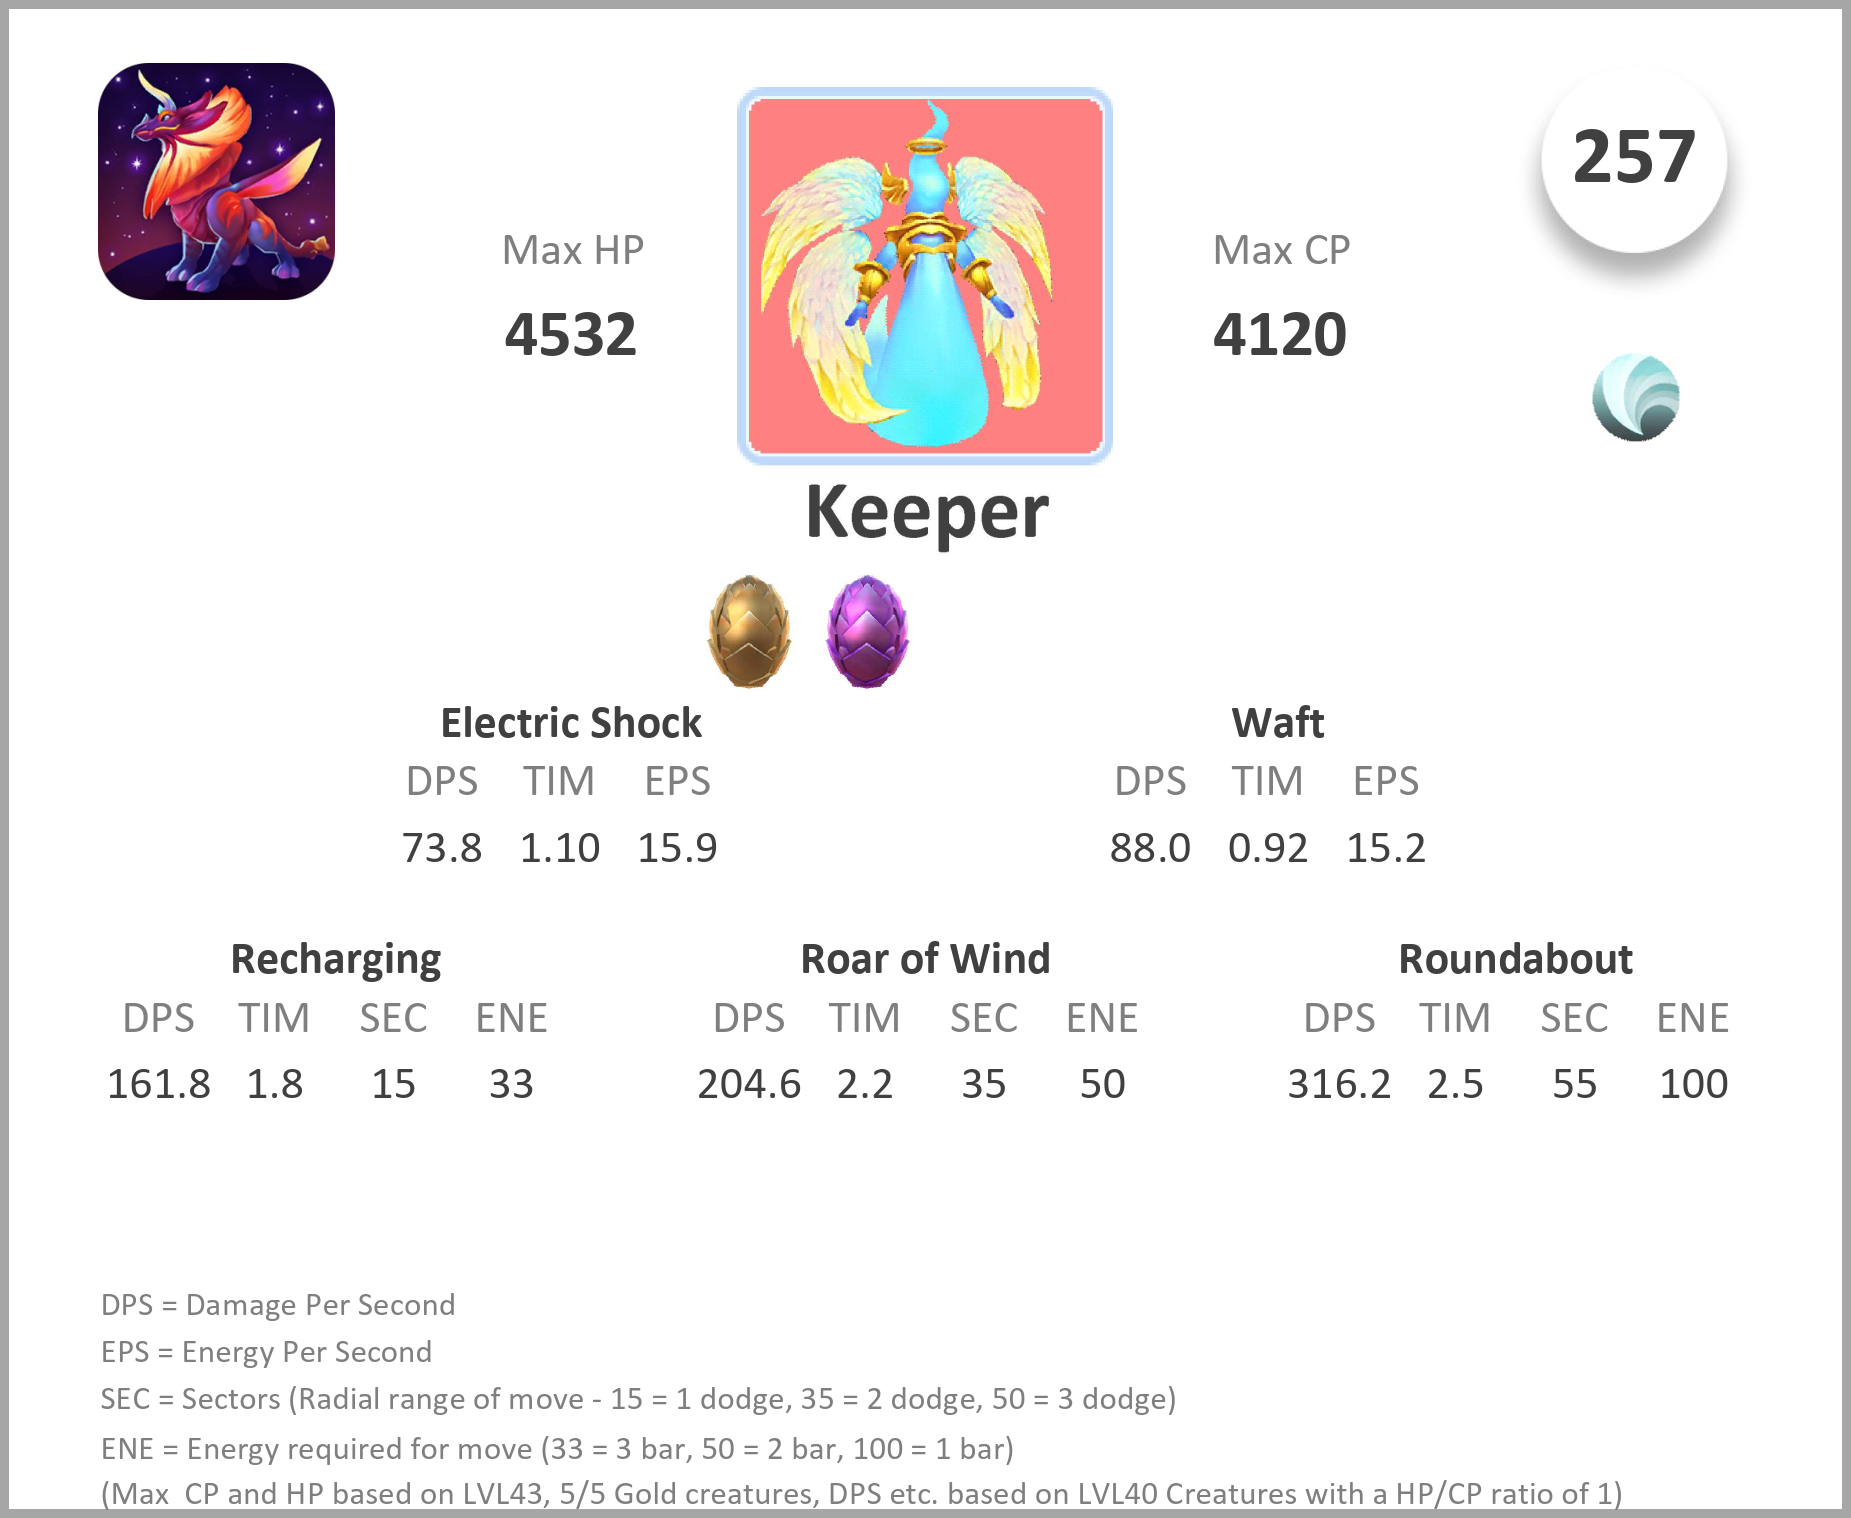 257
Max HP
Max CP
4532
4120
Keeper
Electric Shock
Waft
DPS TIM EPS
DPS TIM EPS
73.8 1.10 15.9
88.0 0.92 15.2
Recharging
Roar of Wind
Roundabout
DPS TIM SEC ENE
DPS TIM SEC ENE
DPS TIM SEC ENE
161.8 1.8 15 33
204.6 2.2 35 50
316.2 2.5 55 100
DPS = Damage Per Second
EPS = Energy Per Second
SEC = Sectors (Radial range of move - 15 = 1 dodge, 35 = 2 dodge, 50 = 3 dodge)
ENE = Energy required for move (33 = 3 bar, 50 = 2 bar, 100 = 1 bar)
(Max  CP and HP based on LVL43, 5/5 Gold creatures, DPS etc. based on LVL40 Creatures with a HP/CP ratio of 1)